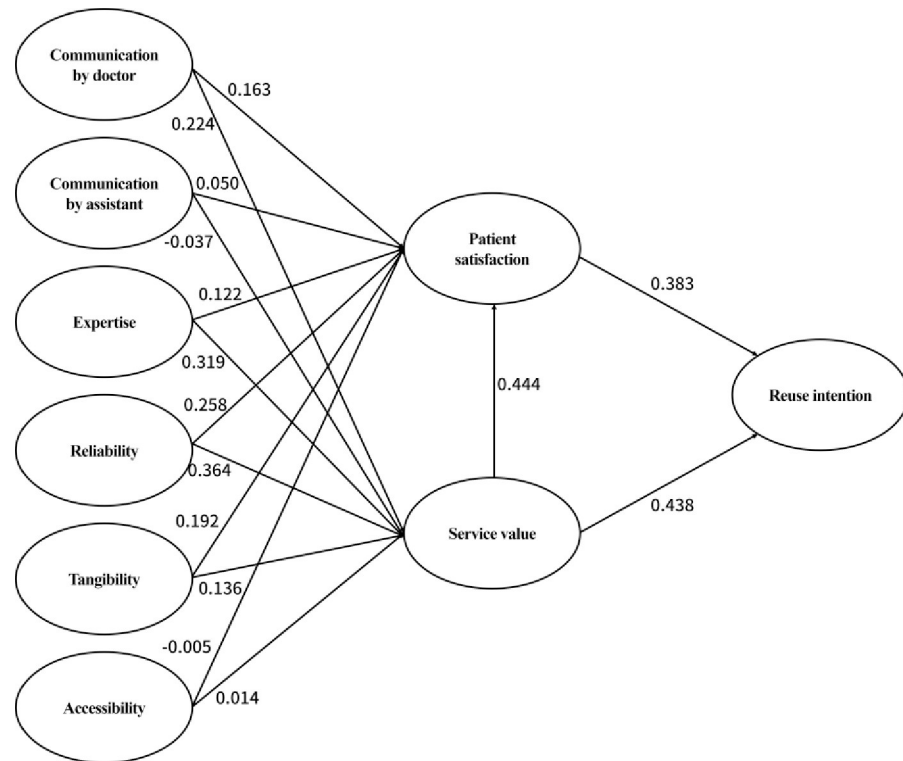 Communication
by doctor
0.163
0.224
Communication
by assistant
0.050
-0.037
Patient
satisfaction
Expertise
0.122
0.319
0.383
0.444
Reuse intention
Reliability
0.258
0.364
0.438
Service value
Tangibility
0.192
0.136
Accessibility
-0.005
0.014